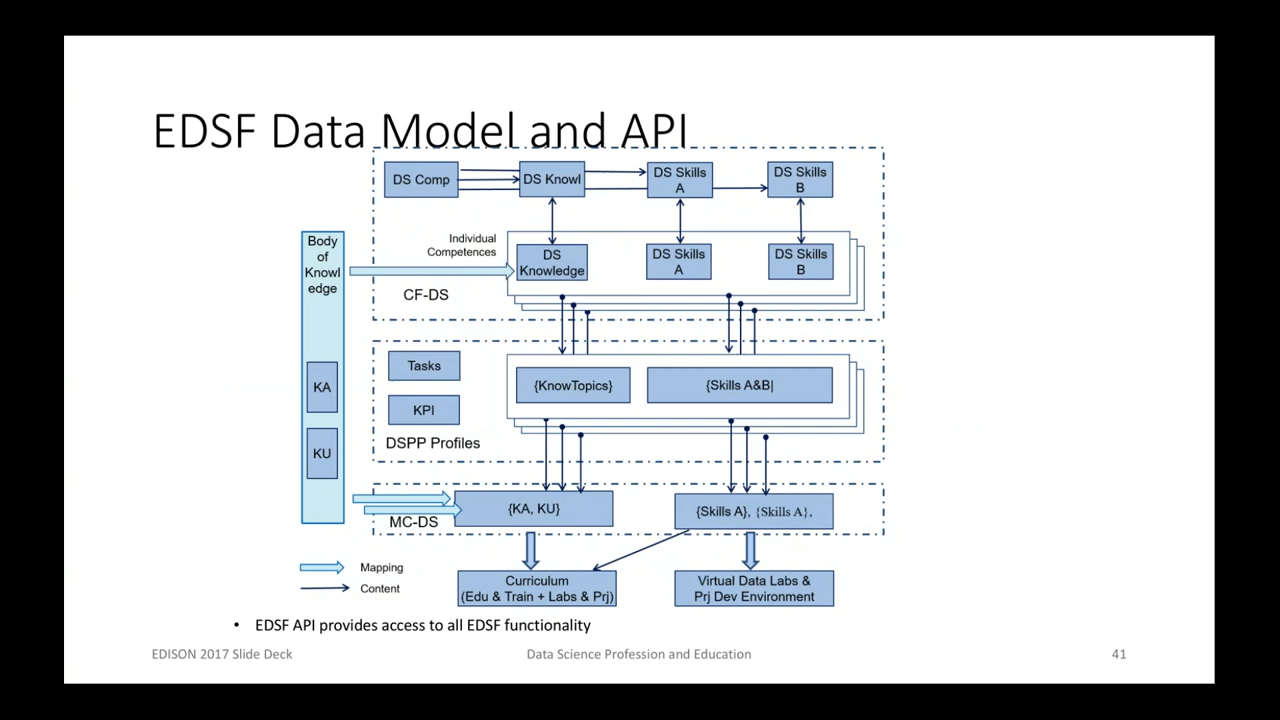 EDSF Data Model and API
DS Comp
DS Knowl
DS Skills
A
DS Skills
B
Body
of
Knowl
edge
Individual
Competences
DS
Knowledge
DS Skills
A
DS Skills
B
CF-DS
Tasks
{KnowTopics}
{Skills A&B|
KA
KPI
DSPP Profiles
KU
{KA, KU}
{Skills A}, {Skills A},
MC-DS
Mapping
Content
Curriculum
(Edu & Train + Labs & Prj)
Virtual Data Labs &
Prj Dev Environment
• EDSF API provides access to all EDSF functionality
EDISON 2017 Slide Deck
Data Science Profession and Education
41